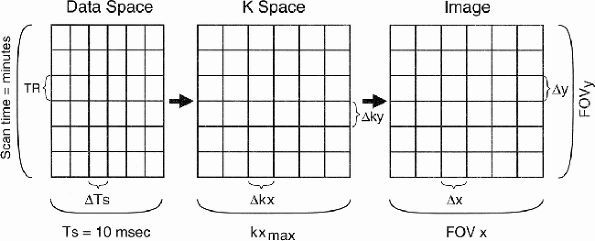 Data Space
K Space
Image
Scan time = minutes
TR
Δky
Δy
FOVy
ΔTs
Δkx
Δx
Ts = 10 msec
kxmax
FOV x